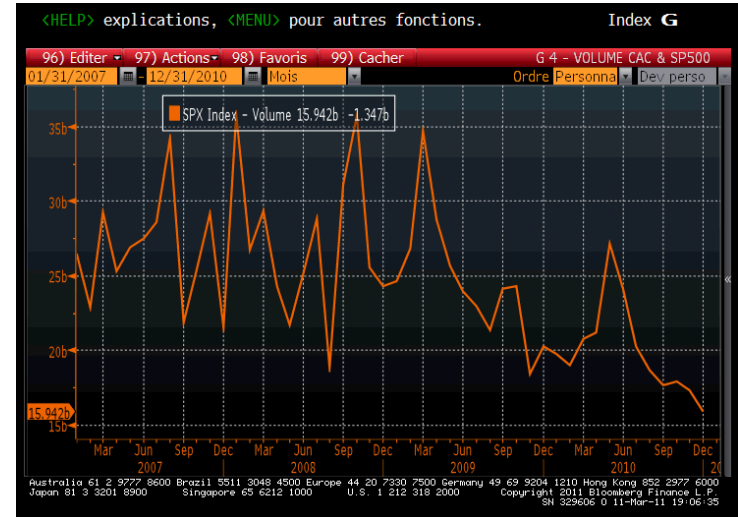 <HELP> explications, <MENU> pour autres fonctions. Index G
96) Editer 97) Actions 98) Favoris 99) Cacher G 4 - VOLUME CAC & SP500
01/31/2007 - 12/31/2010 Mois Ordre Personna Dev perso
SPX Index - Volume 15.942b -1.347b
35b
30b
25b
20b
15.942b
15b
Mar Jun Sep Dec Mar Jun Sep Dec Mar Jun Sep Dec Mar Jun Sep Dec
2007 2008 2009 2010 20
Australia 61 2 9777 8600 Brazil 5511 3048 4500 Europe 44 20 7330 7500 Germany 49 69 9204 1210 Hong Kong 852 2977 6000
Japan 81 3 3201 8900 Singapore 65 6212 1000 U.S. 1 212 318 2000 Copyright 2011 Bloomberg Finance L.P.
SN 329606 0 11-Mar-11 19:06:35